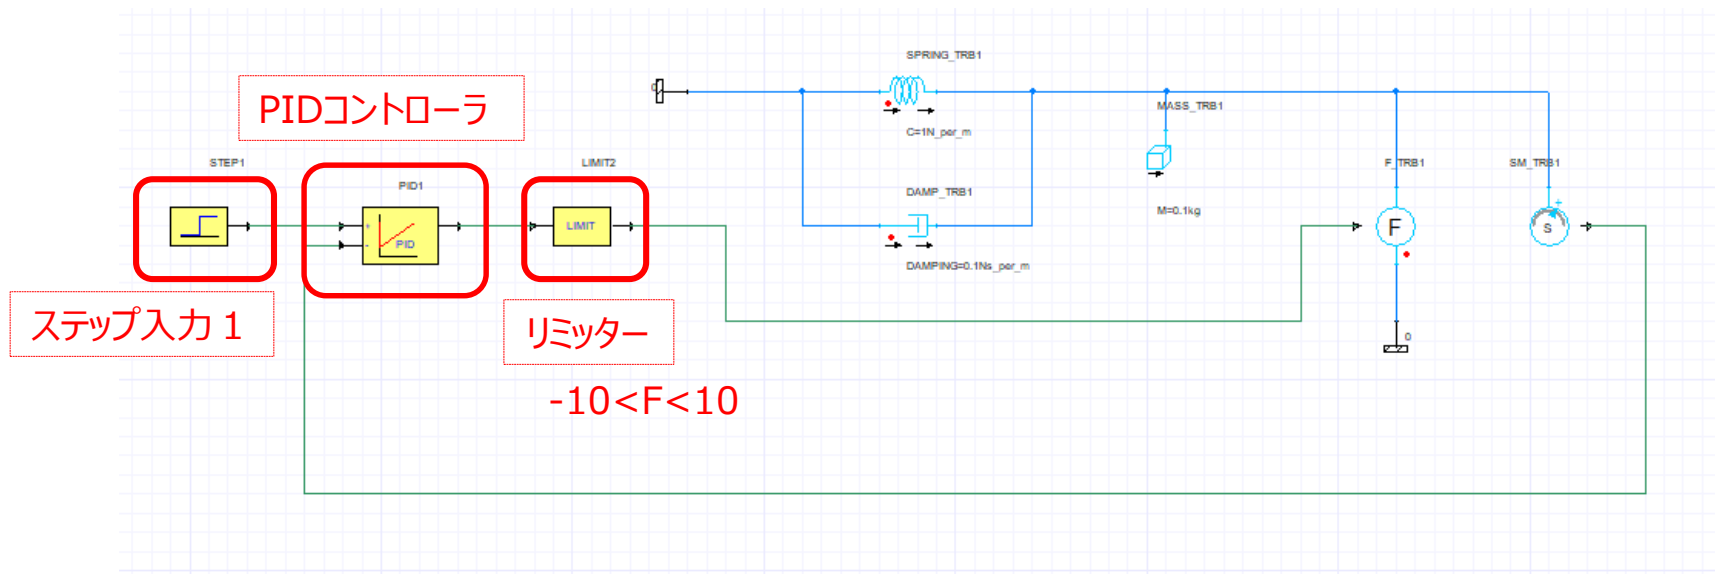 SPRING_TRB1
0
PIDコントローラ
MASS_TRB1
C=1N_per_m
STEP1
LIMIT2
F_TRB1
SM_TRB1
PID1
DAMP_TRB1
M=0.1kg
+
LIMIT
F
+
S
-
PID
DAMPING=0.1Ns_per_m
ステップ入力 1
リミッター
0
-10<F<10